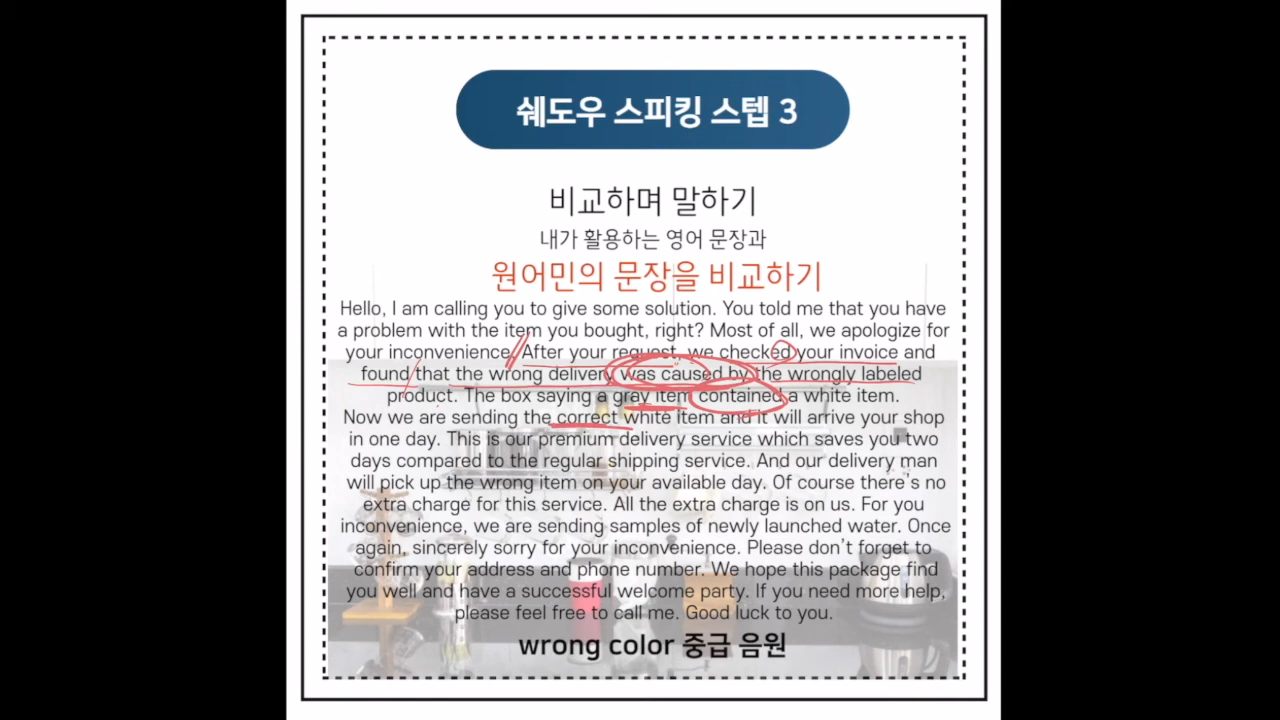 쉐도우 스피킹 스텝 3
비교하며 말하기
내가 활용하는 영어 문장과
원어민의 문장을 비교하기
Hello, I am calling you to give some solution. You told me that you have
a problem with the item you bought, right? Most of all, we apologize for
your inconvenience. After your request, we checked your invoice and
found that the wrong delivery was caused by the wrongly labeled
product. The box saying a gray item contained a white item.
Now we are sending the correct white item and it will arrive your shop
in one day. This is our premium delivery service which saves you two
days compared to the regular shipping service. And our delivery man
will pick up the wrong item on your available day. Of course there's no
extra charge for this service. All the extra charge is on us. For you
inconvenience, we are sending samples of newly launched water. Once
again, sincerely sorry for your inconvenience. Please don't forget to
confirm your address and phone number. We hope this package find
you well and have a successful welcome party. If you need more help,
please feel free to call me. Good luck to you.
wrong color 중급 음원